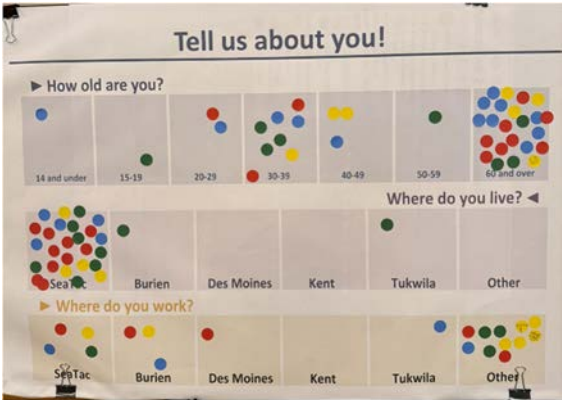 Tell us about you!
► How old are you?
14 and under 15-19 20-29 30-39 40-49 50-59 60 and over
Where do you live? ◄
SeaTac Burien Des Moines Kent Tukwila Other
► Where do you work?
SeaTac Burien Des Moines Kent Tukwila Other